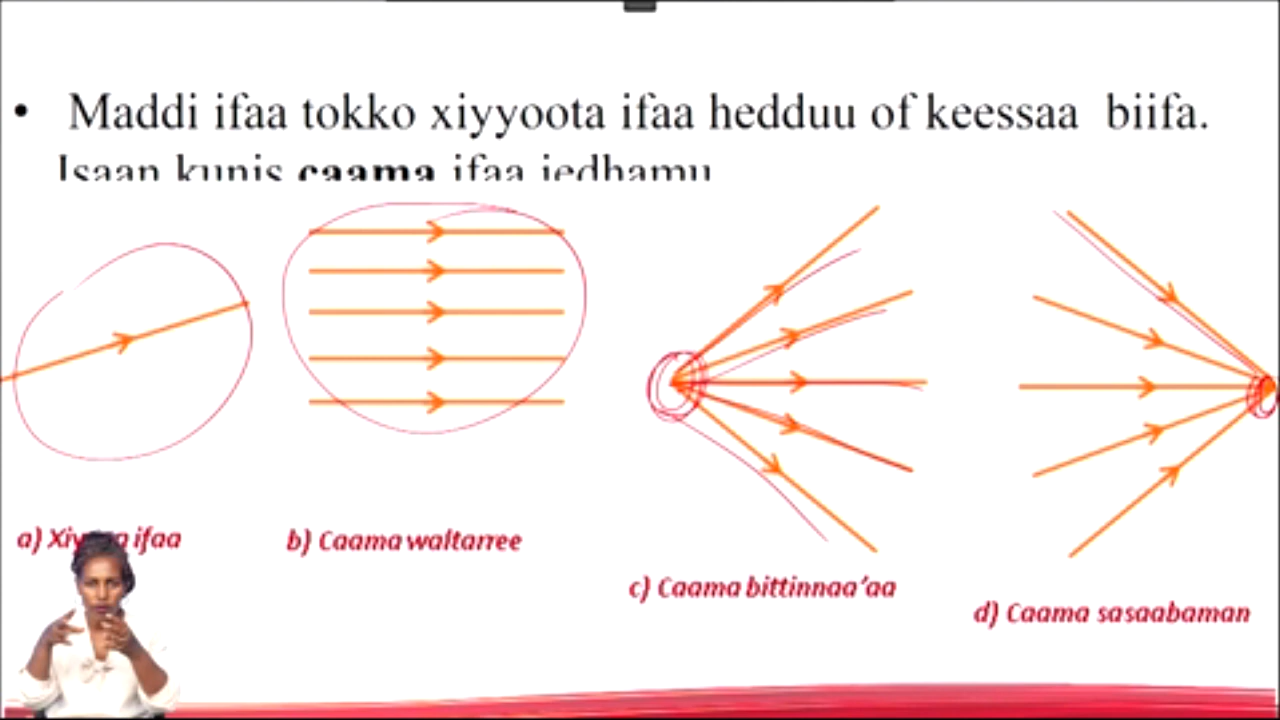 • Maddi ifaa tokko xiyyoota ifaa hedduu of keessaa biifa.
Isaan kunis caama ifaa jedhamu
a) Xiyyoo ifaa
b) Caama waltarree
c) Caama bittinnaa’aa
d) Caama sasaabaman